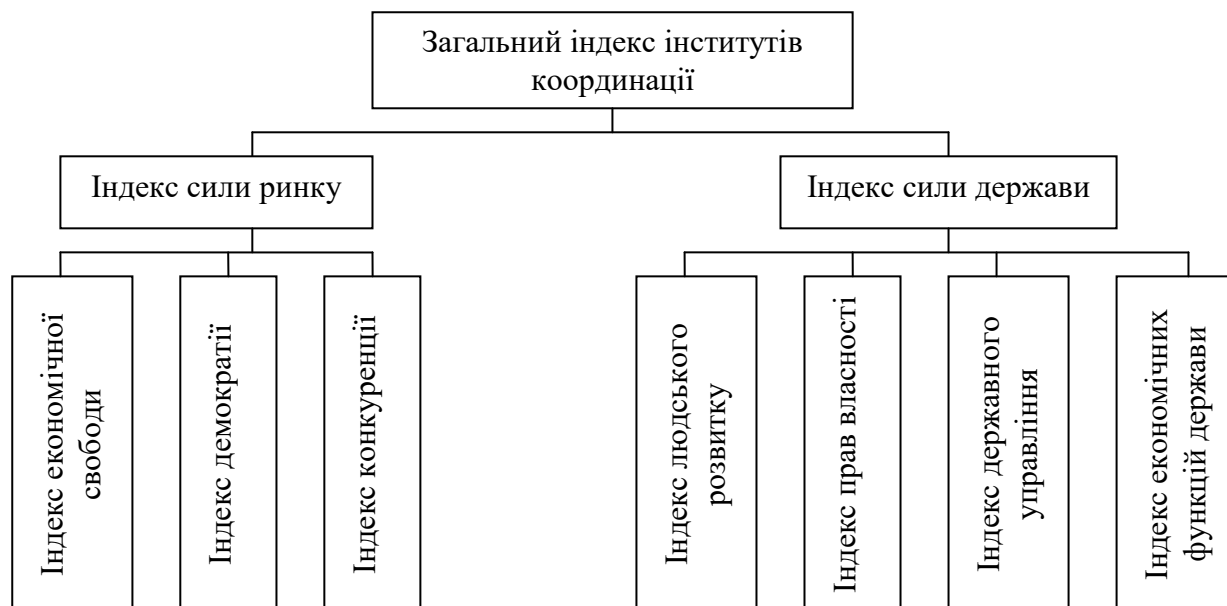 Загальний індекс інститутів
координації
Індекс сили ринку
Індекс сили держави
Індекс економічної
свободи
Індекс демократії
Індекс конкуренції
Індекс людського
розвитку
Індекс прав власності
Індекс державного
управління
Індекс економічних
функцій держави